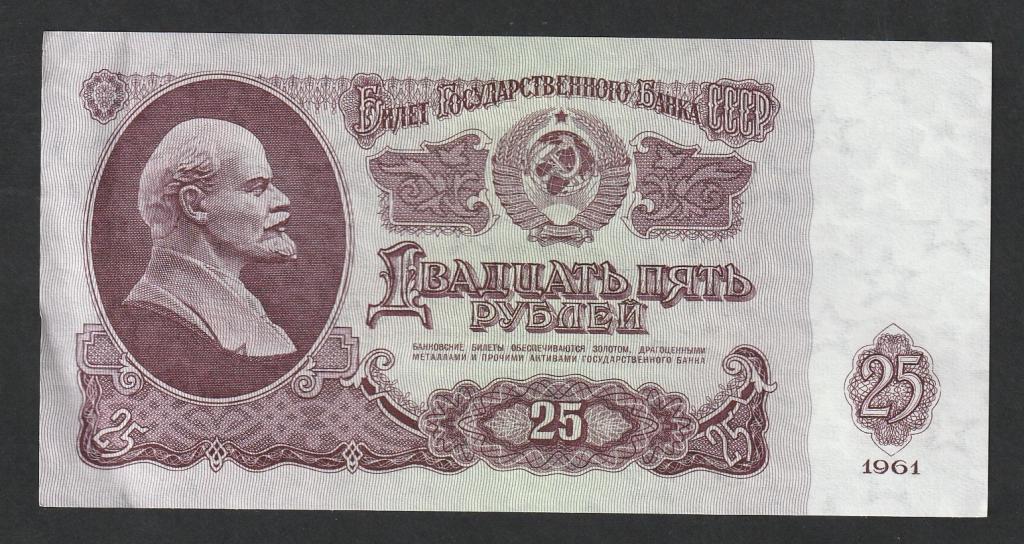 Билет Государственного Банка СССР
Двадцать пять
рублей
БАНКОВСКИЕ БИЛЕТЫ ОБЕСПЕЧИВАЮТСЯ ЗОЛОТОМ, ДРАГОЦЕННЫМИ
МЕТАЛЛАМИ И ПРОЧИМИ АКТИВАМИ ГОСУДАРСТВЕННОГО БАНКА
25
25
25
25
1961